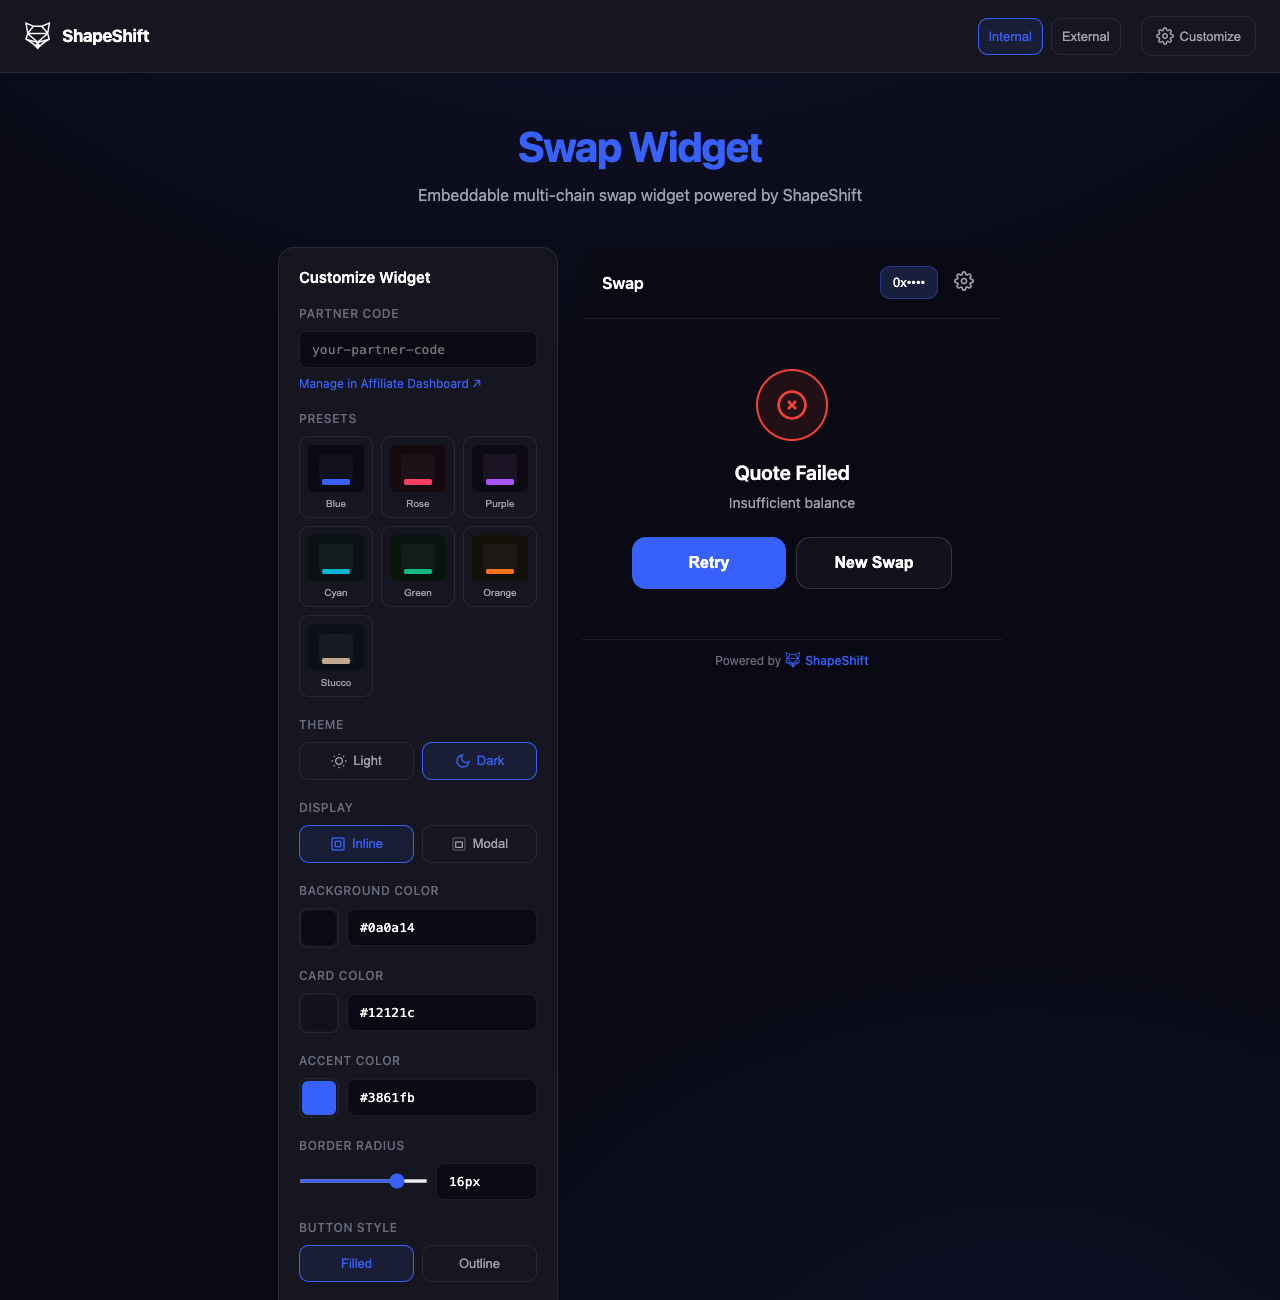 ShapeShift
Internal
External
Customize
Swap Widget
Embeddable multi-chain swap widget powered by ShapeShift
Customize Widget
PARTNER CODE
your-partner-code
Manage in Affiliate Dashboard ↗
PRESETS
Blue
Rose
Purple
Cyan
Green
Orange
Stucco
THEME
Light
Dark
DISPLAY
Inline
Modal
BACKGROUND COLOR
#0a0a14
CARD COLOR
#12121c
ACCENT COLOR
#3861fb
BORDER RADIUS
16px
BUTTON STYLE
Filled
Outline
Swap
0x••••
Quote Failed
Insufficient balance
Retry
New Swap
Powered by ShapeShift